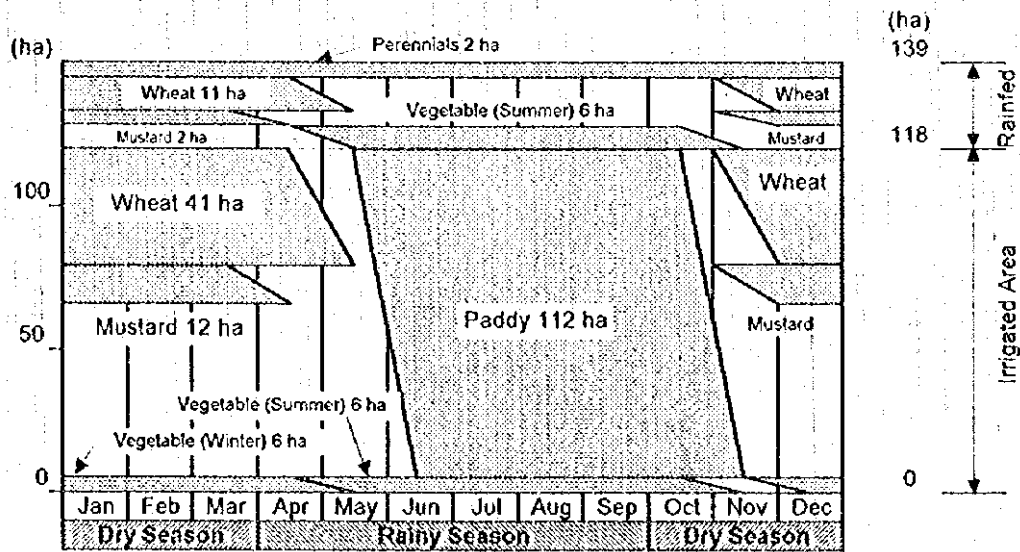 (ha)
(ha)
139
118
0
Rainfed
Irrigated Area
100
50
0
Perennials 2 ha
Wheat 11 ha
Vegetable (Summer) 6 ha
Wheat
Mustard 2 ha
Mustard
Wheat 41 ha
Wheat
Mustard 12 ha
Paddy 112 ha
Mustard
Vegetable (Summer) 6 ha
Vegetable (Winter) 6 ha
Jan Feb Mar Apr May Jun Jul Aug Sep Oct Nov Dec
Dry Season Rainy Season Dry Season